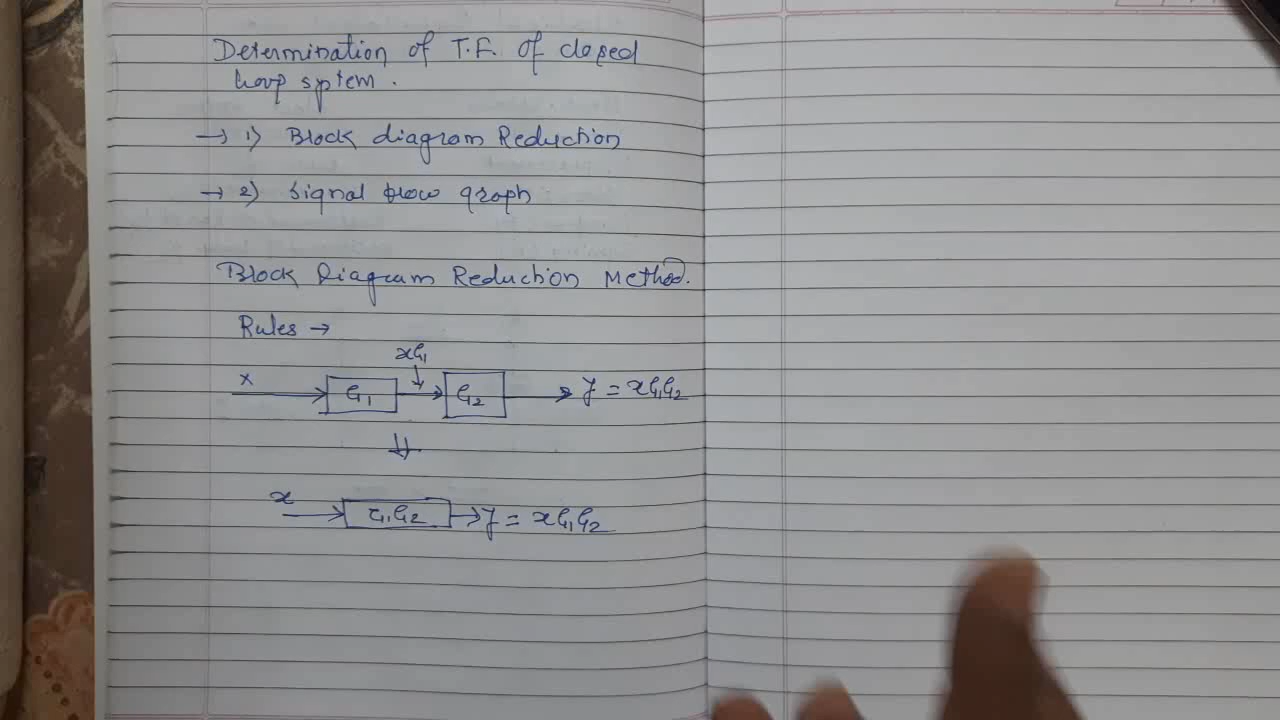 Determination of T.F. of closed
loop system.
→ 1) Block diagram Reduction
→ 2) Signal flow graph
Block Diagram Reduction Method.
Rules →
xG₁
x G₁ G₂ y = xG₁G₂
x G₁G₂ y = xG₁G₂